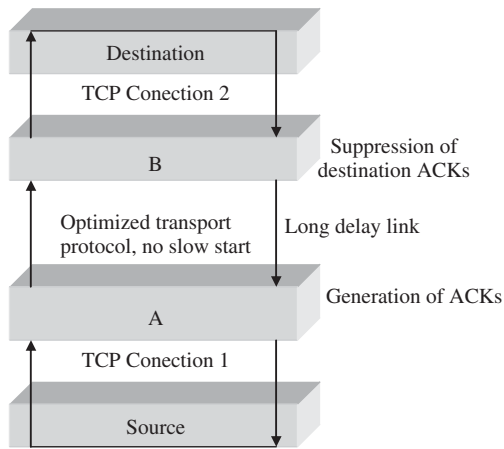 Destination
TCP Conection 2
B
Suppression of
destination ACKs
Optimized transport
protocol, no slow start
Long delay link
A
Generation of ACKs
TCP Conection 1
Source